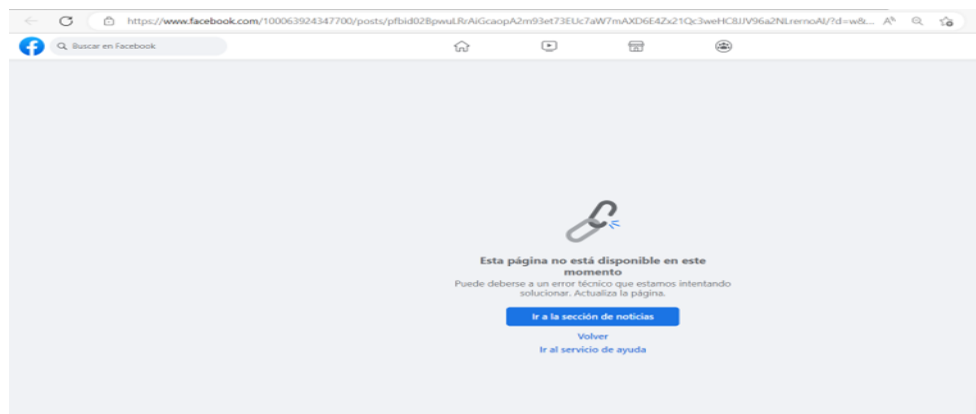 https://www.facebook.com/100063924347700/posts/pfbid02BpwuLRrAiGcaopA2m93et73EUc7aW7mAXD6E4Zx21Qc3weHC8JJV96a2NLrernoAl/?d=w&...
Buscar en Facebook
Esta página no está disponible en este
momento
Puede deberse a un error técnico que estamos intentando
solucionar. Actualiza la página.
Ir a la sección de noticias
Volver
Ir al servicio de ayuda